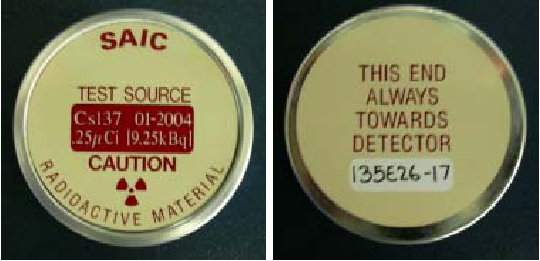 SAIC
TEST SOURCE
Cs137 01-2004
.25μCi [9.25kBq]
CAUTION
RADIOACTIVE MATERIAL
THIS END
ALWAYS
TOWARDS
DETECTOR
135E26-17